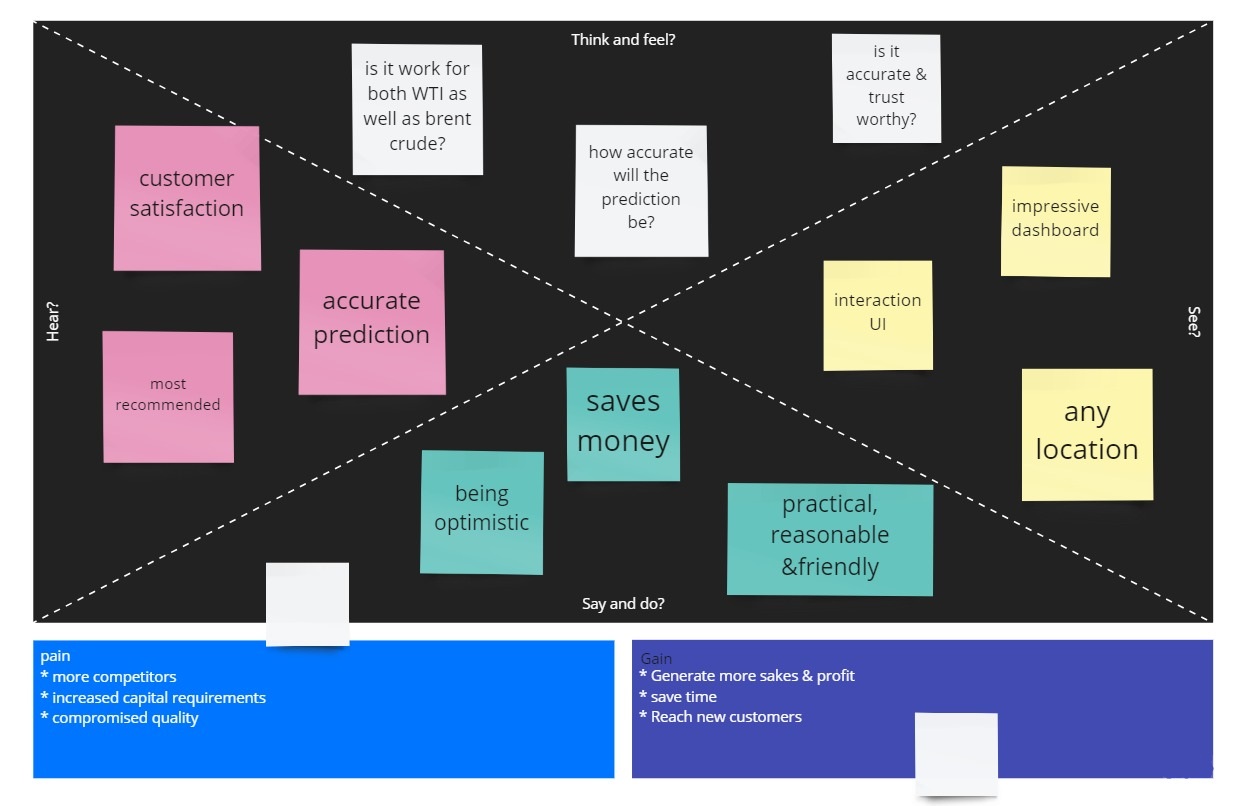 Think and feel?
is it work for
both WTI as
well as brent
crude?
is it
accurate &
trust
worthy?
how accurate
will the
prediction
be?
customer
satisfaction
accurate
prediction
most
recommended
Hear?
impressive
dashboard
interaction
UI
any
location
See?
saves
money
being
optimistic
practical,
reasonable
&friendly
Say and do?
pain
* more competitors
* increased capital requirements
* compromised quality
Gain
* Generate more sakes & profit
* save time
* Reach new customers